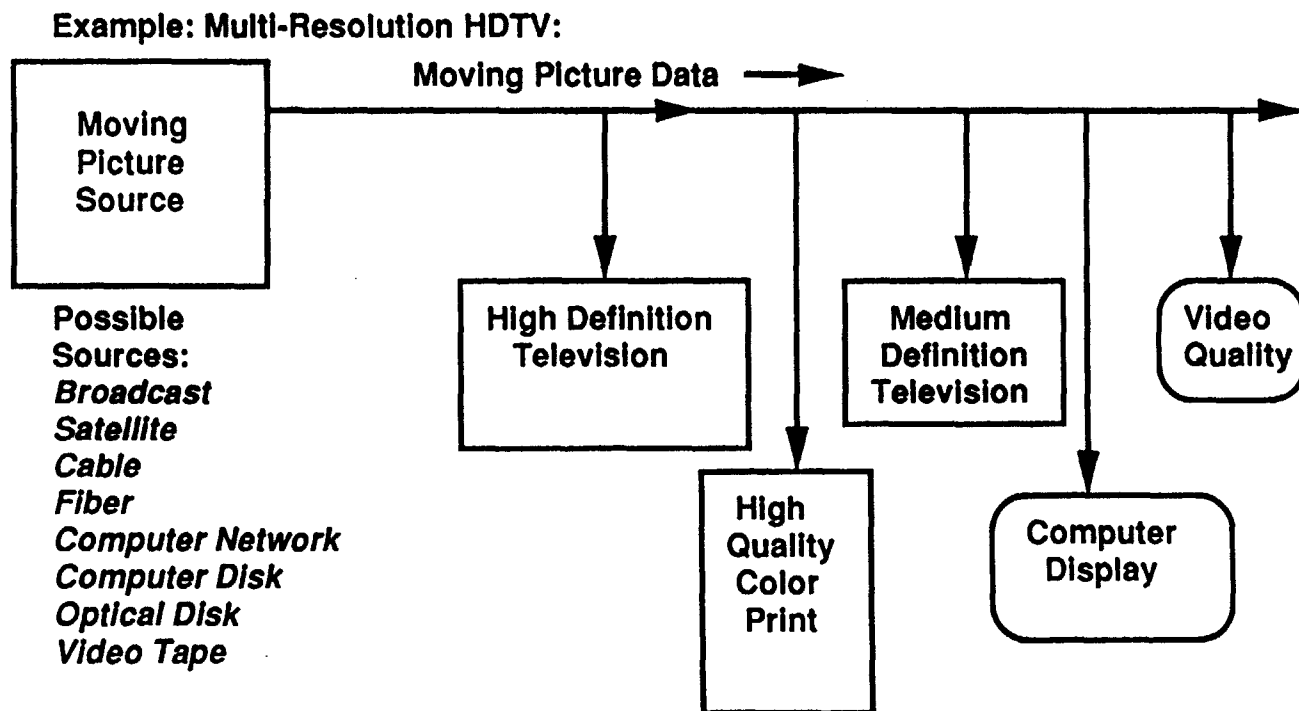 Example: Multi-Resolution HDTV:
Moving Picture Data
Moving
Picture
Source
Possible
Sources:
Broadcast
Satellite
Cable
Fiber
Computer Network
Computer Disk
Optical Disk
Video Tape
High Definition
Television
High
Quality
Color
Print
Medium
Definition
Television
Computer
Display
Video
Quality